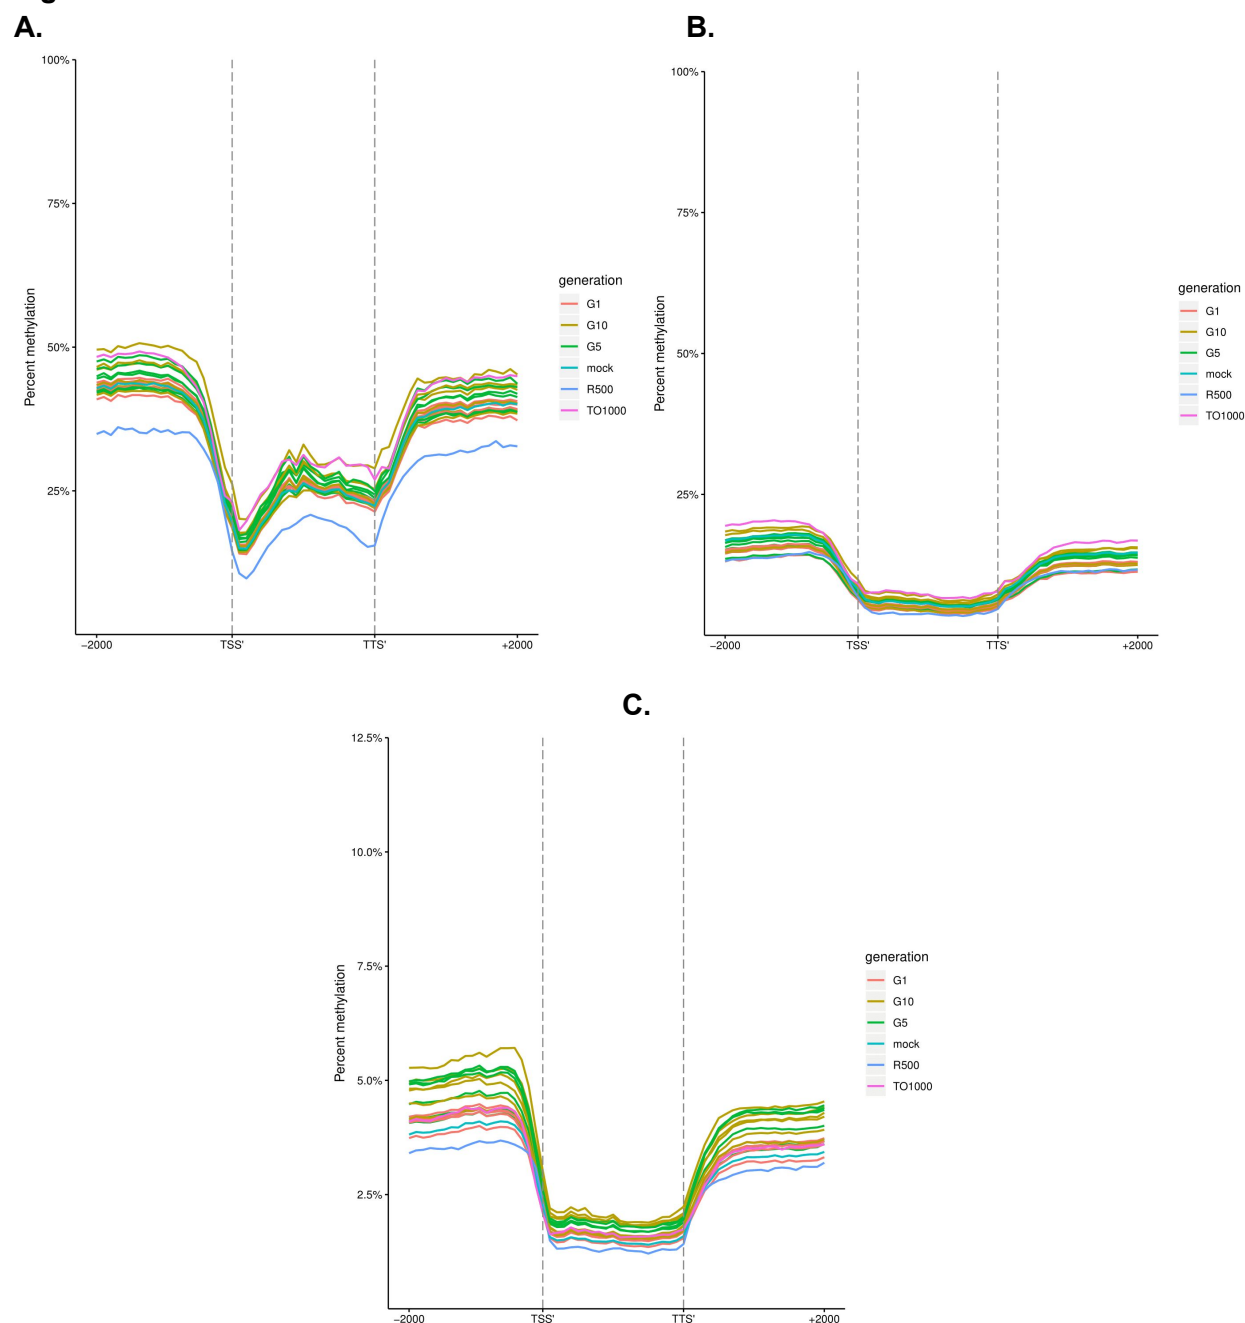 A.
100%
75%
50%
25%
Percent methylation
−2000
TSS'
TTS'
+2000
generation
G1
G10
G5
mock
R500
TO1000
B.
100%
75%
50%
25%
Percent methylation
−2000
TSS'
TTS'
+2000
generation
G1
G10
G5
mock
R500
TO1000
C.
12.5%
10.0%
7.5%
5.0%
2.5%
Percent methylation
−2000
TSS'
TTS'
+2000
generation
G1
G10
G5
mock
R500
TO1000